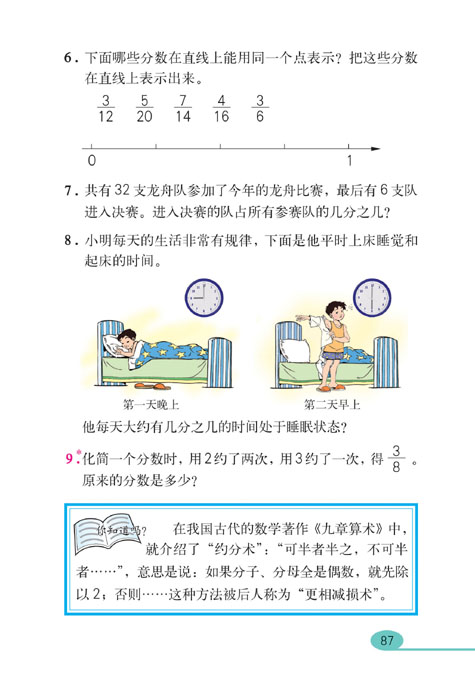 6. 下面哪些分数在直线上能用同一个点表示？把这些分数
在直线上表示出来。
3/12 5/20 7/14 4/16 3/6
0 1
7. 共有 32 支龙舟队参加了今年的龙舟比赛，最后有 6 支队
进入决赛。进入决赛的队占所有参赛队的几分之几？
8. 小明每天的生活非常有规律，下面是他平时上床睡觉和
起床的时间。
第一天晚上 第二天早上
他每天大约有几分之几的时间处于睡眠状态？
9.* 化简一个分数时，用2约了两次，用3约了一次，得 3/8 。
原来的分数是多少？
你知道吗？
在我国古代的数学著作《九章算术》中，
就介绍了“约分术”：“可半者半之，不可半
者……”，意思是说：如果分子、分母全是偶数，就先除
以 2；否则……这种方法被后人称为“更相减损术”。
87